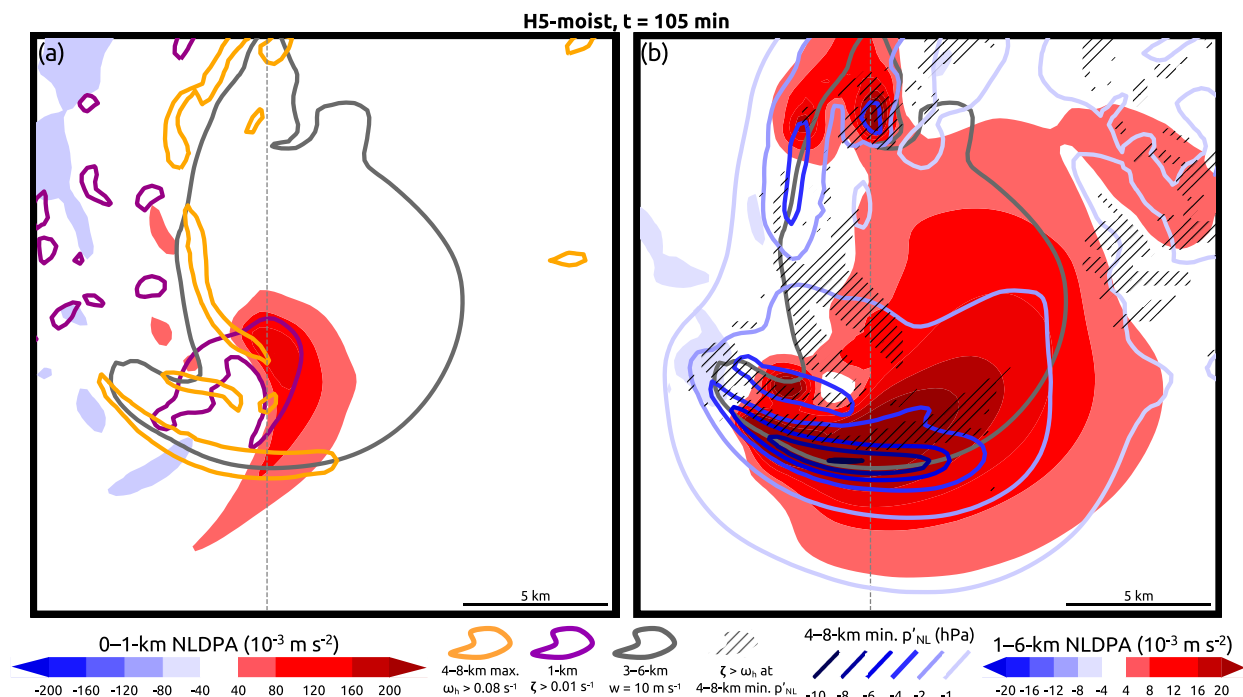 H5-moist, t = 105 min
(a)
(b)
5 km
5 km
0–1-km NLDPA (10⁻³ m s⁻²)
-200 -160 -120 -80 -40 40 80 120 160 200
4–8-km max.
ωₕ > 0.08 s⁻¹
1-km
ζ > 0.01 s⁻¹
3–6-km
w = 10 m s⁻¹
ζ > ωₕ at
4–8-km min. p'NL
4–8-km min. p'NL (hPa)
-10 -8 -6 -4 -2 -1
1–6-km NLDPA (10⁻³ m s⁻²)
-20 -16 -12 -8 -4 8 12 16 20